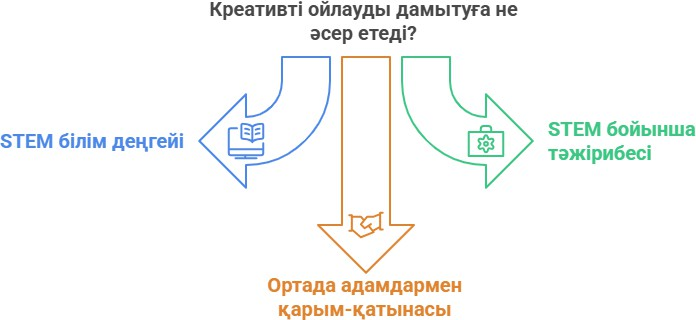 Креативті ойлауды дамытуға не
әсер етеді?
STEM білім деңгейі
STEM бойынша
тәжірибесі
Ортада адамдармен
қарым-қатынасы